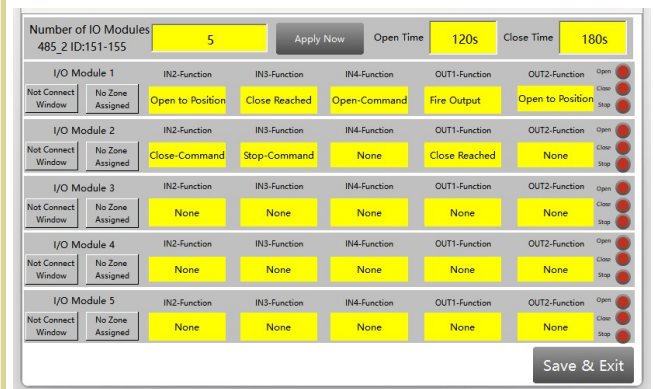 Number of IO Modules
485_2 ID:151-155
5
Apply Now
Open Time
120s
Close Time
180s
I/O Module 1 IN2-Function IN3-Function IN4-Function OUT1-Function OUT2-Function Open
Close
Stop
Not Connect Window
No Zone Assigned
Open to Position Close Reached Open-Command Fire Output Open to Position
I/O Module 2 IN2-Function IN3-Function IN4-Function OUT1-Function OUT2-Function Open
Close
Stop
Not Connect Window
No Zone Assigned
Close-Command Stop-Command None Close Reached None
I/O Module 3 IN2-Function IN3-Function IN4-Function OUT1-Function OUT2-Function Open
Close
Stop
Not Connect Window
No Zone Assigned
None None None None None
I/O Module 4 IN2-Function IN3-Function IN4-Function OUT1-Function OUT2-Function Open
Close
Stop
Not Connect Window
No Zone Assigned
None None None None None
I/O Module 5 IN2-Function IN3-Function IN4-Function OUT1-Function OUT2-Function Open
Close
Stop
Not Connect Window
No Zone Assigned
None None None None None
Save & Exit